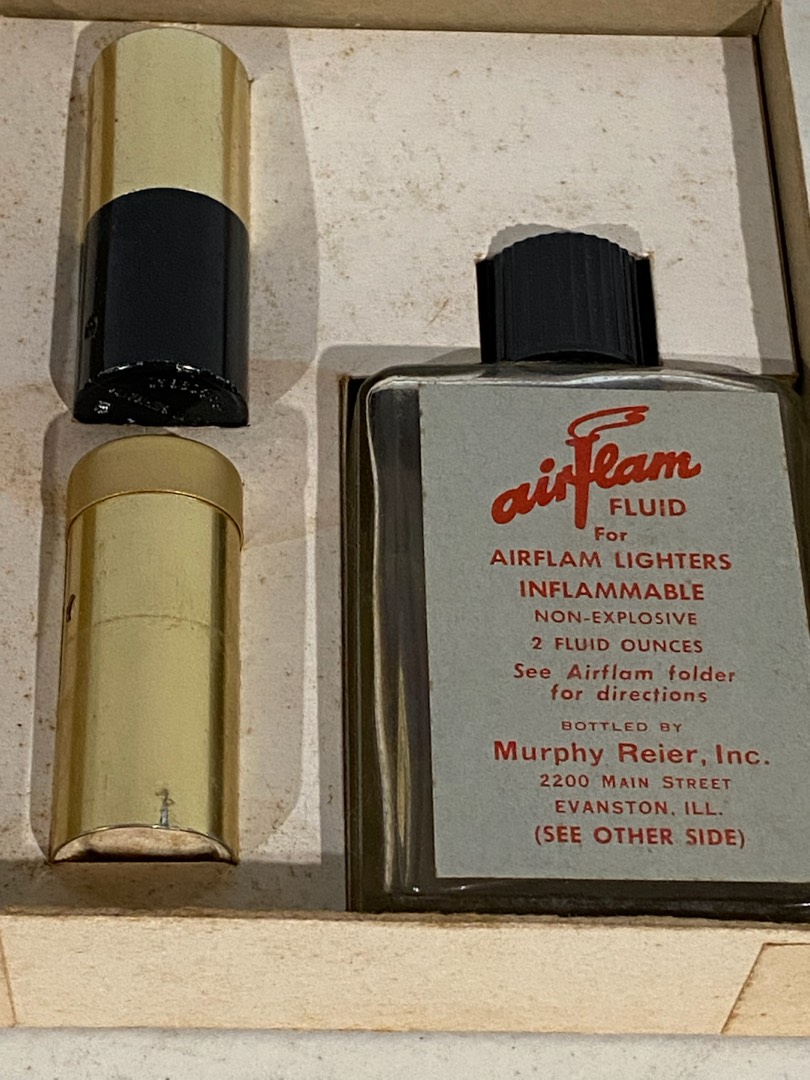 airflam
FLUID
For
AIRFLAM LIGHTERS
INFLAMMABLE
NON-EXPLOSIVE
2 FLUID OUNCES
See Airflam folder
for directions
BOTTLED BY
Murphy Reier, Inc.
2200 MAIN STREET
EVANSTON, ILL.
(SEE OTHER SIDE)